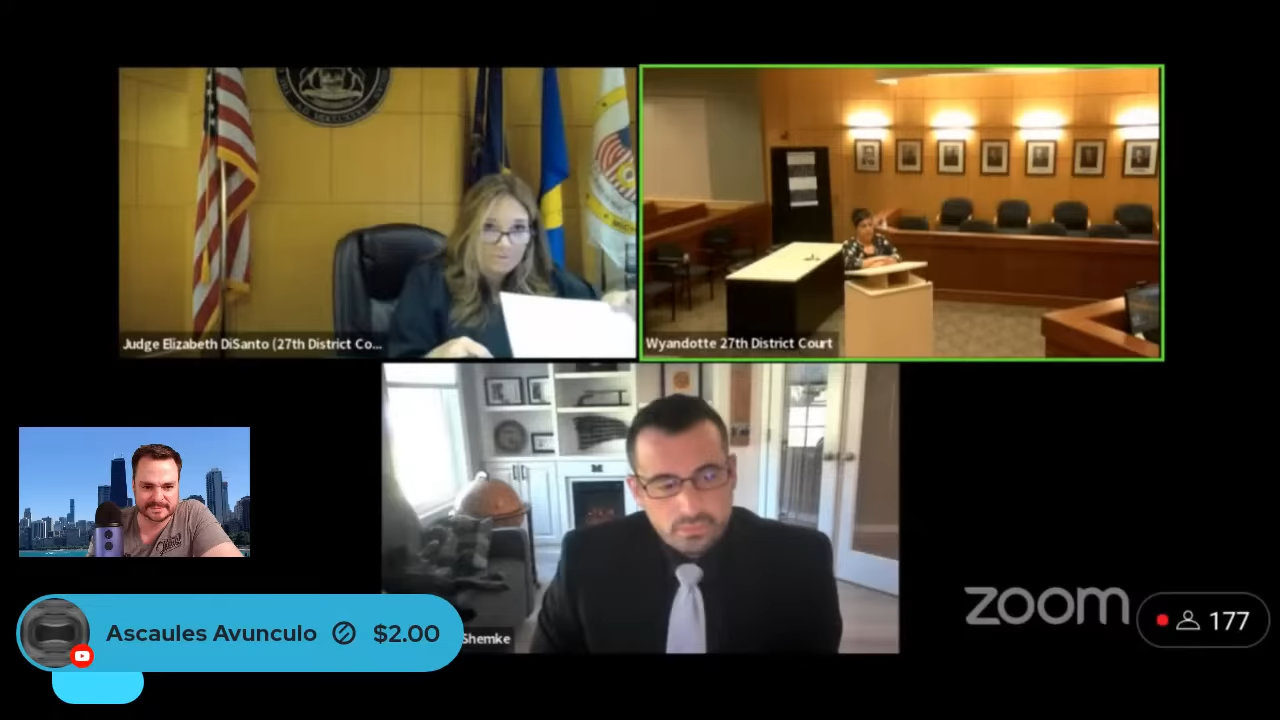 Judge Elizabeth DiSanto (27th District Co...
Wyandotte 27th District Court
Shemke
Ascaules Avunculo $2.00
zoom
177